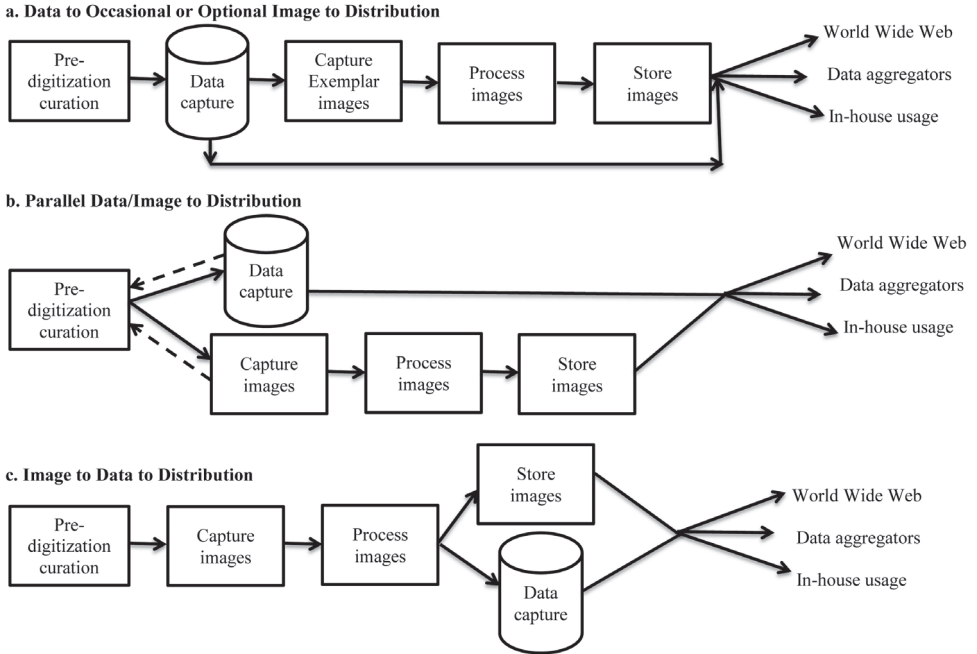 a. Data to Occasional or Optional Image to Distribution
Pre-
digitization
curation
Data
capture
Capture
Exemplar
images
Process
images
Store
images
World Wide Web
Data aggregators
In-house usage
b. Parallel Data/Image to Distribution
Pre-
digitization
curation
Data
capture
Capture
images
Process
images
Store
images
World Wide Web
Data aggregators
In-house usage
c. Image to Data to Distribution
Pre-
digitization
curation
Capture
images
Process
images
Store
images
Data
capture
World Wide Web
Data aggregators
In-house usage